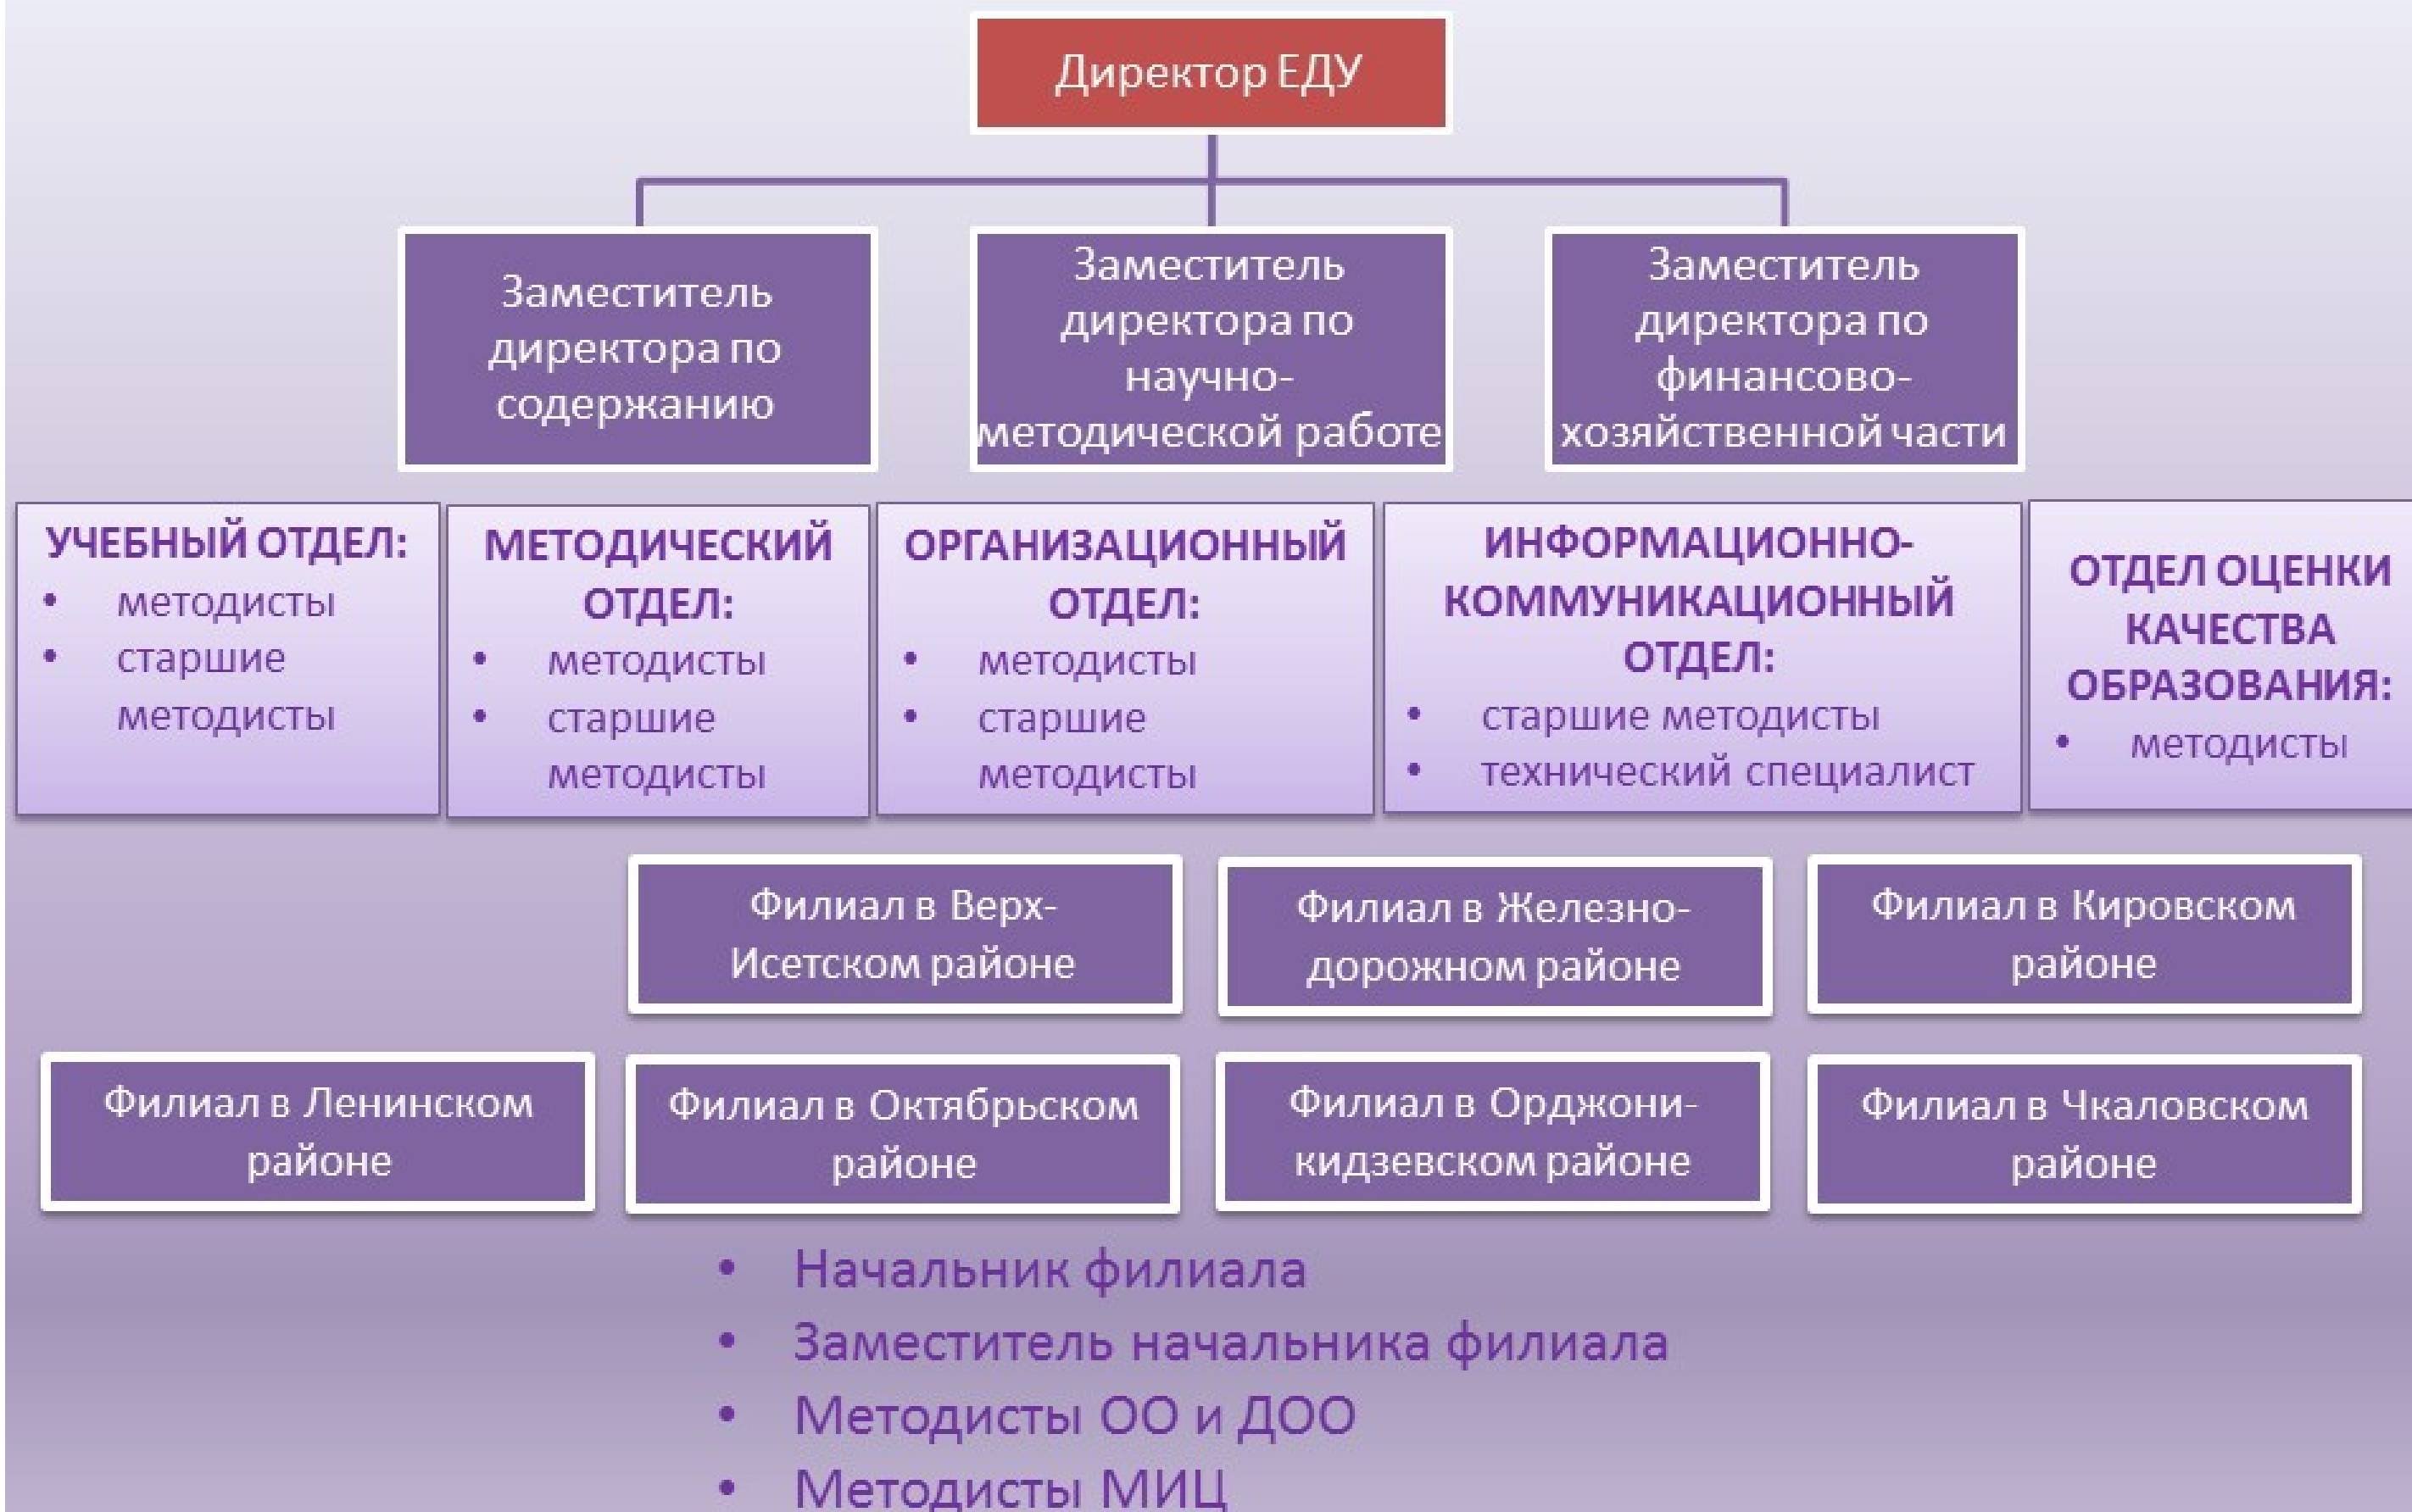 Директор ЕДУ
Заместитель
директора по
содержанию
Заместитель
директора по
научно-
методической работе
Заместитель
директора по
финансово-
хозяйственной части
УЧЕБНЫЙ ОТДЕЛ:
• методисты
• старшие
методисты
МЕТОДИЧЕСКИЙ
ОТДЕЛ:
• методисты
• старшие
методисты
ОРГАНИЗАЦИОННЫЙ
ОТДЕЛ:
• методисты
• старшие
методисты
ИНФОРМАЦИОННО-
КОММУНИКАЦИОННЫЙ
ОТДЕЛ:
• старшие методисты
• технический специалист
ОТДЕЛ ОЦЕНКИ
КАЧЕСТВА
ОБРАЗОВАНИЯ:
• методисты
Филиал в Верх-
Исетском районе
Филиал в Железно-
дорожном районе
Филиал в Кировском
районе
Филиал в Ленинском
районе
Филиал в Октябрьском
районе
Филиал в Орджони-
кидзевском районе
Филиал в Чкаловском
районе
• Начальник филиала
• Заместитель начальника филиала
• Методисты ОО и ДОО
• Методисты МИЦ